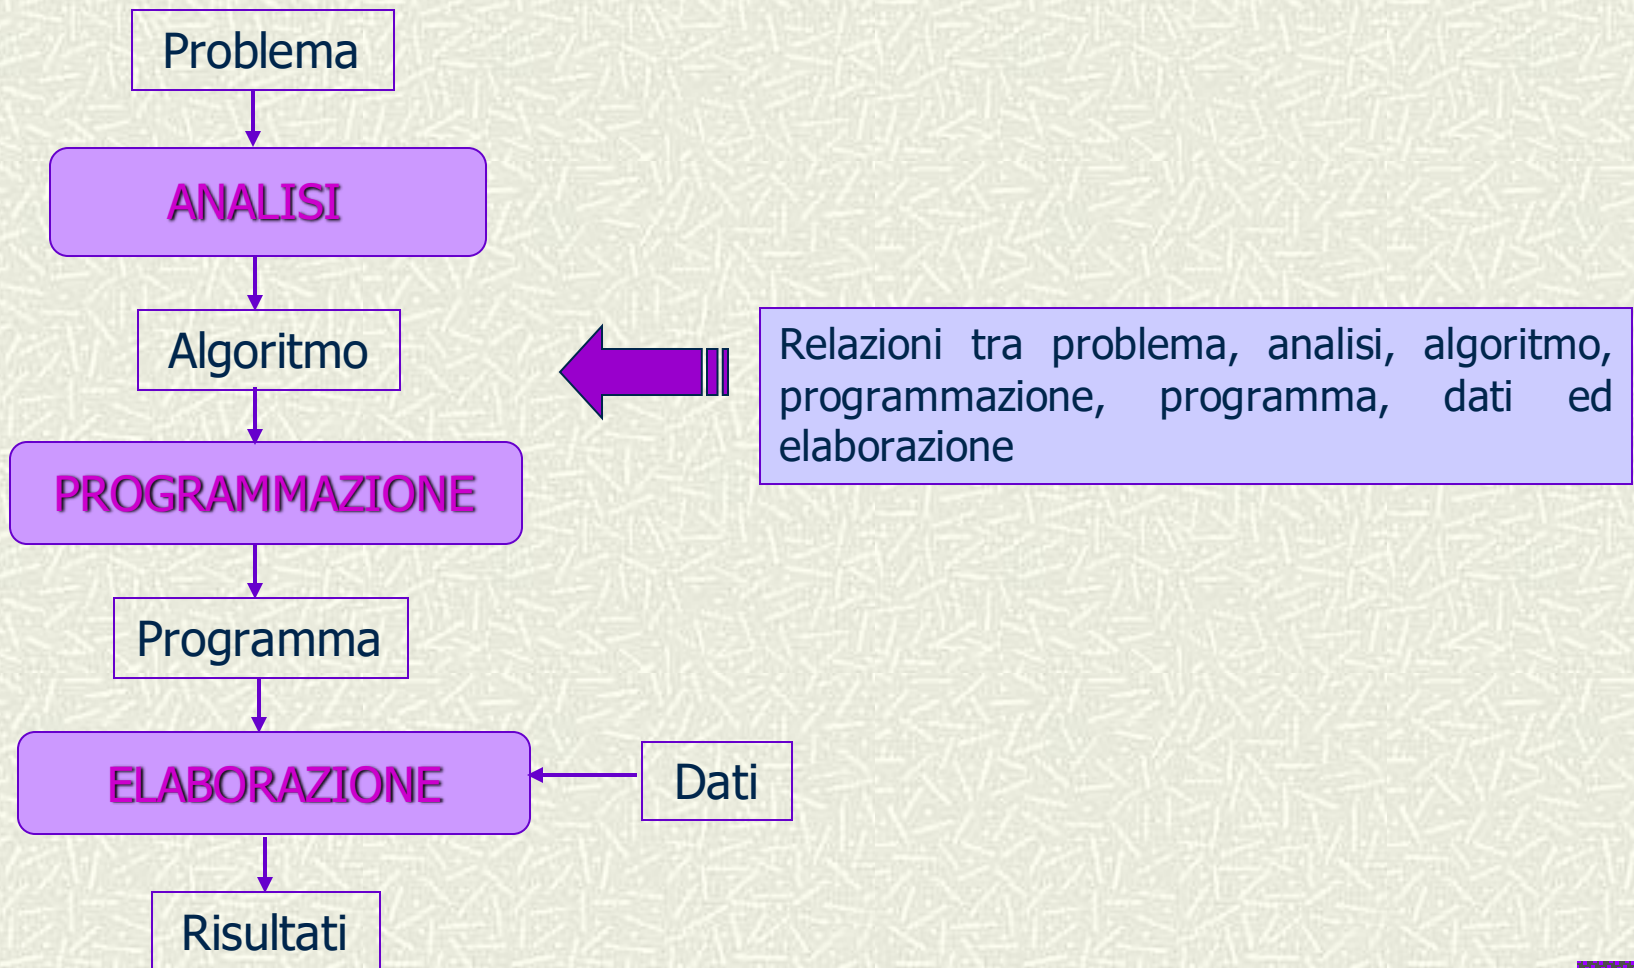 Problema
ANALISI
Algoritmo
Relazioni tra problema, analisi, algoritmo,
programmazione, programma, dati ed
elaborazione
PROGRAMMAZIONE
Programma
ELABORAZIONE
Dati
Risultati